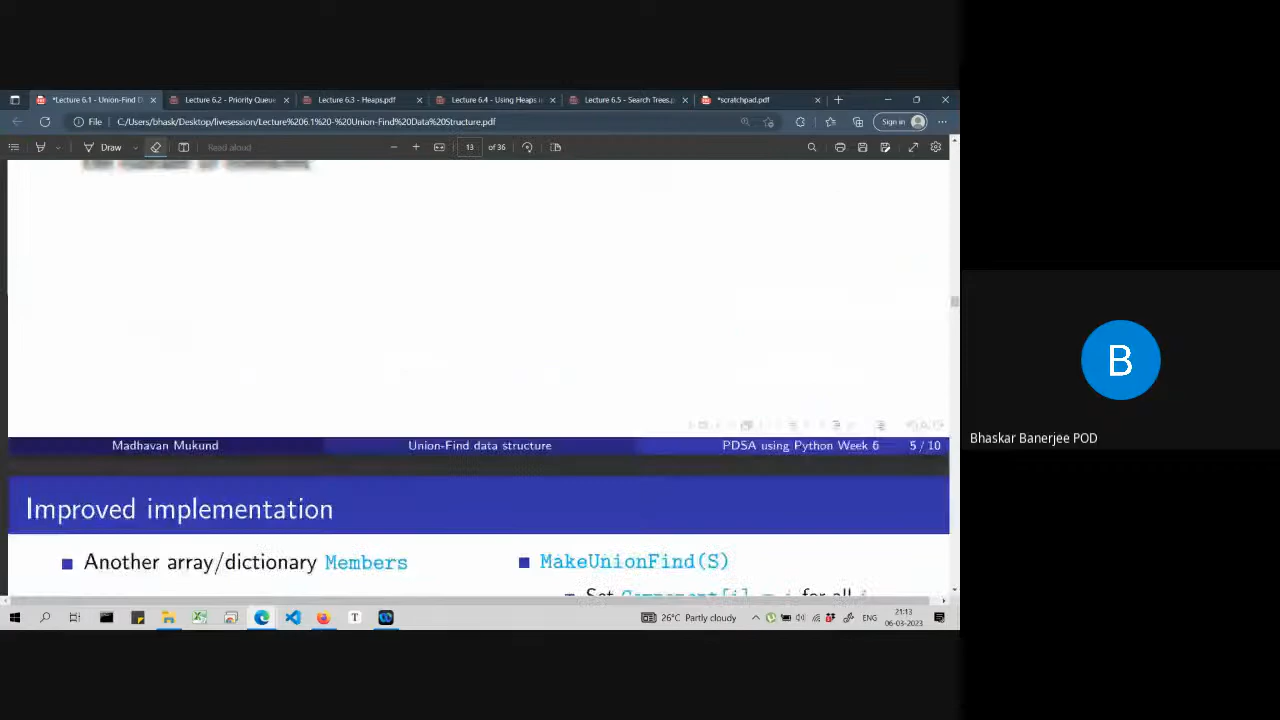 *Lecture 6.1 - Union-Find D
Lecture 6.2 - Priority Queue
Lecture 6.3 - Heaps.pdf
Lecture 6.4 - Using Heaps i
Lecture 6.5 - Search Trees.p
*scratchpad.pdf
File C:/Users/bhask/Desktop/livesession/Lecture%206.1%20-%20Union-Find%20Data%20Structure.pdf
Sign in
Draw
Read aloud
13 of 36
Madhavan Mukund Union-Find data structure PDSA using Python Week 6 5 / 10
Improved implementation
Another array/dictionary Members
MakeUnionFind(S)
Set Component[i] = i for all i
B
Bhaskar Banerjee POD
26°C Partly cloudy
ENG
21:13
06-03-2023